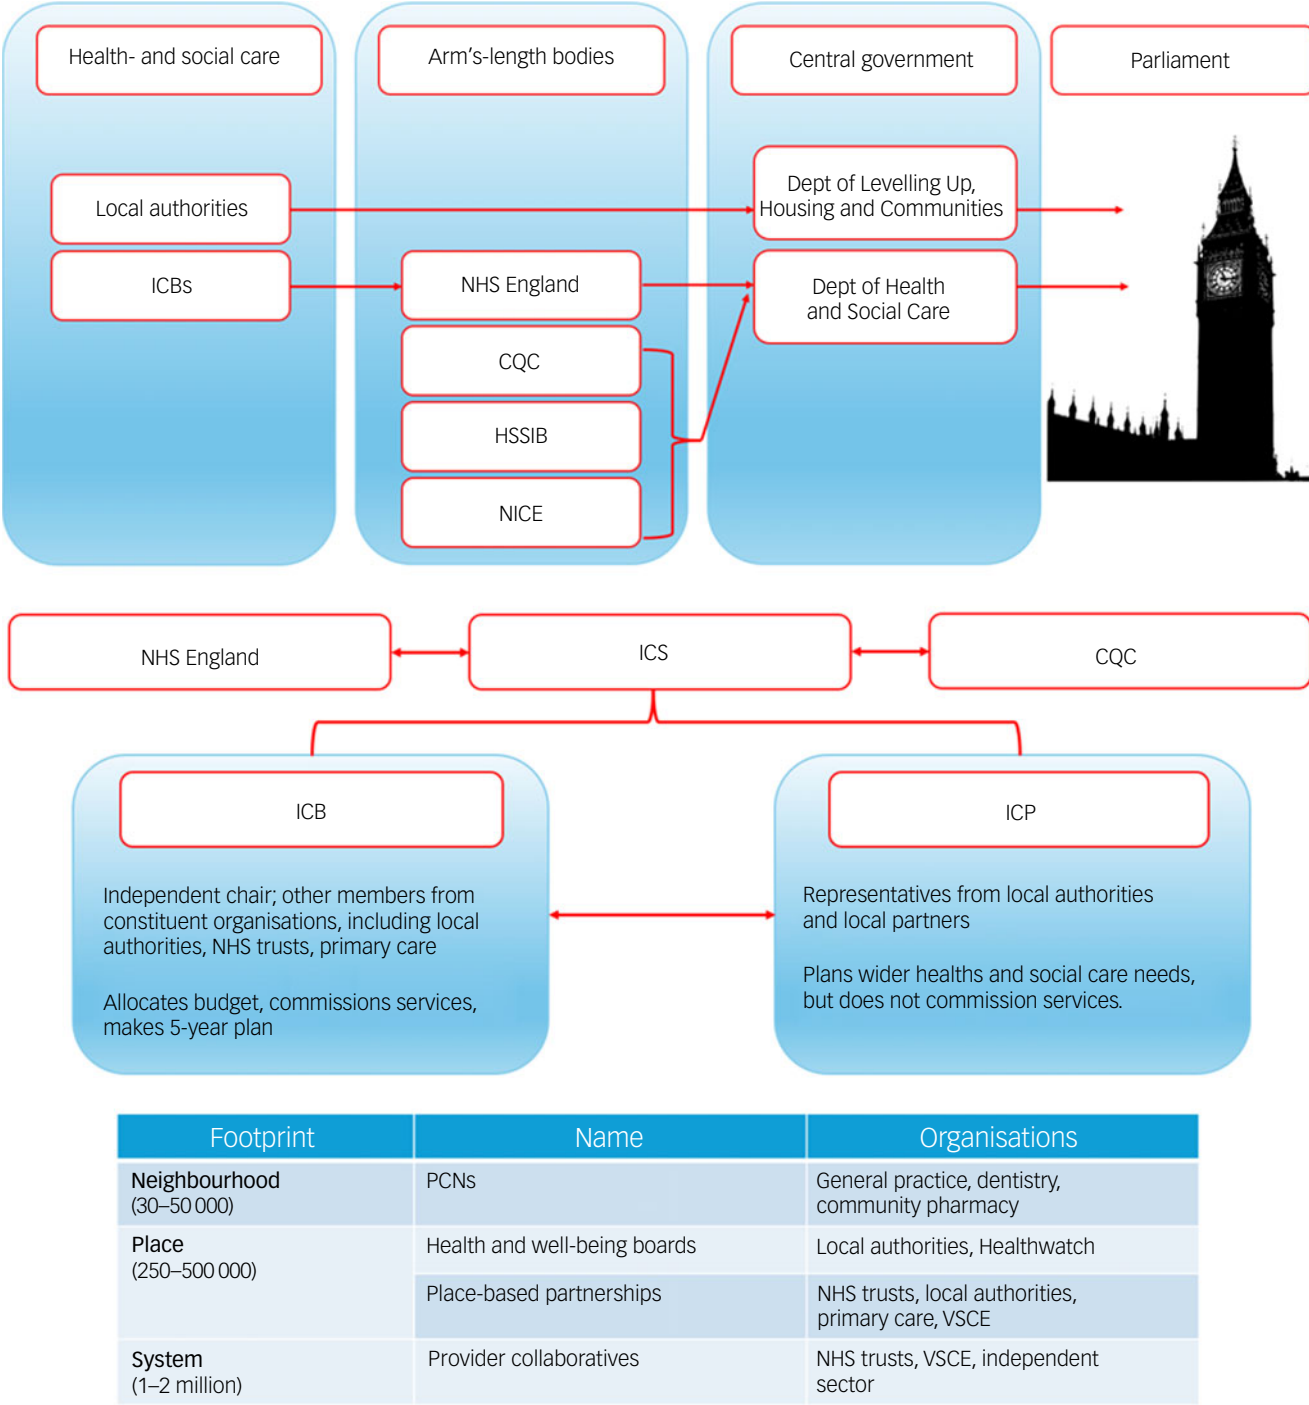 Health- and social care
Arm's-length bodies
Central government
Parliament
Local authorities
Dept of Levelling Up,
Housing and Communities
ICBs
NHS England
Dept of Health
and Social Care
CQC
HSSIB
NICE
NHS England
ICS
CQC
ICB
Independent chair; other members from
constituent organisations, including local
authorities, NHS trusts, primary care
Allocates budget, commissions services,
makes 5-year plan
ICP
Representatives from local authorities
and local partners
Plans wider healths and social care needs,
but does not commission services.
Footprint
Name
Organisations
Neighbourhood
(30–50 000)
PCNs
General practice, dentistry,
community pharmacy
Place
(250–500 000)
Health and well-being boards
Local authorities, Healthwatch
Place-based partnerships
NHS trusts, local authorities,
primary care, VSCE
System
(1–2 million)
Provider collaboratives
NHS trusts, VSCE, independent
sector